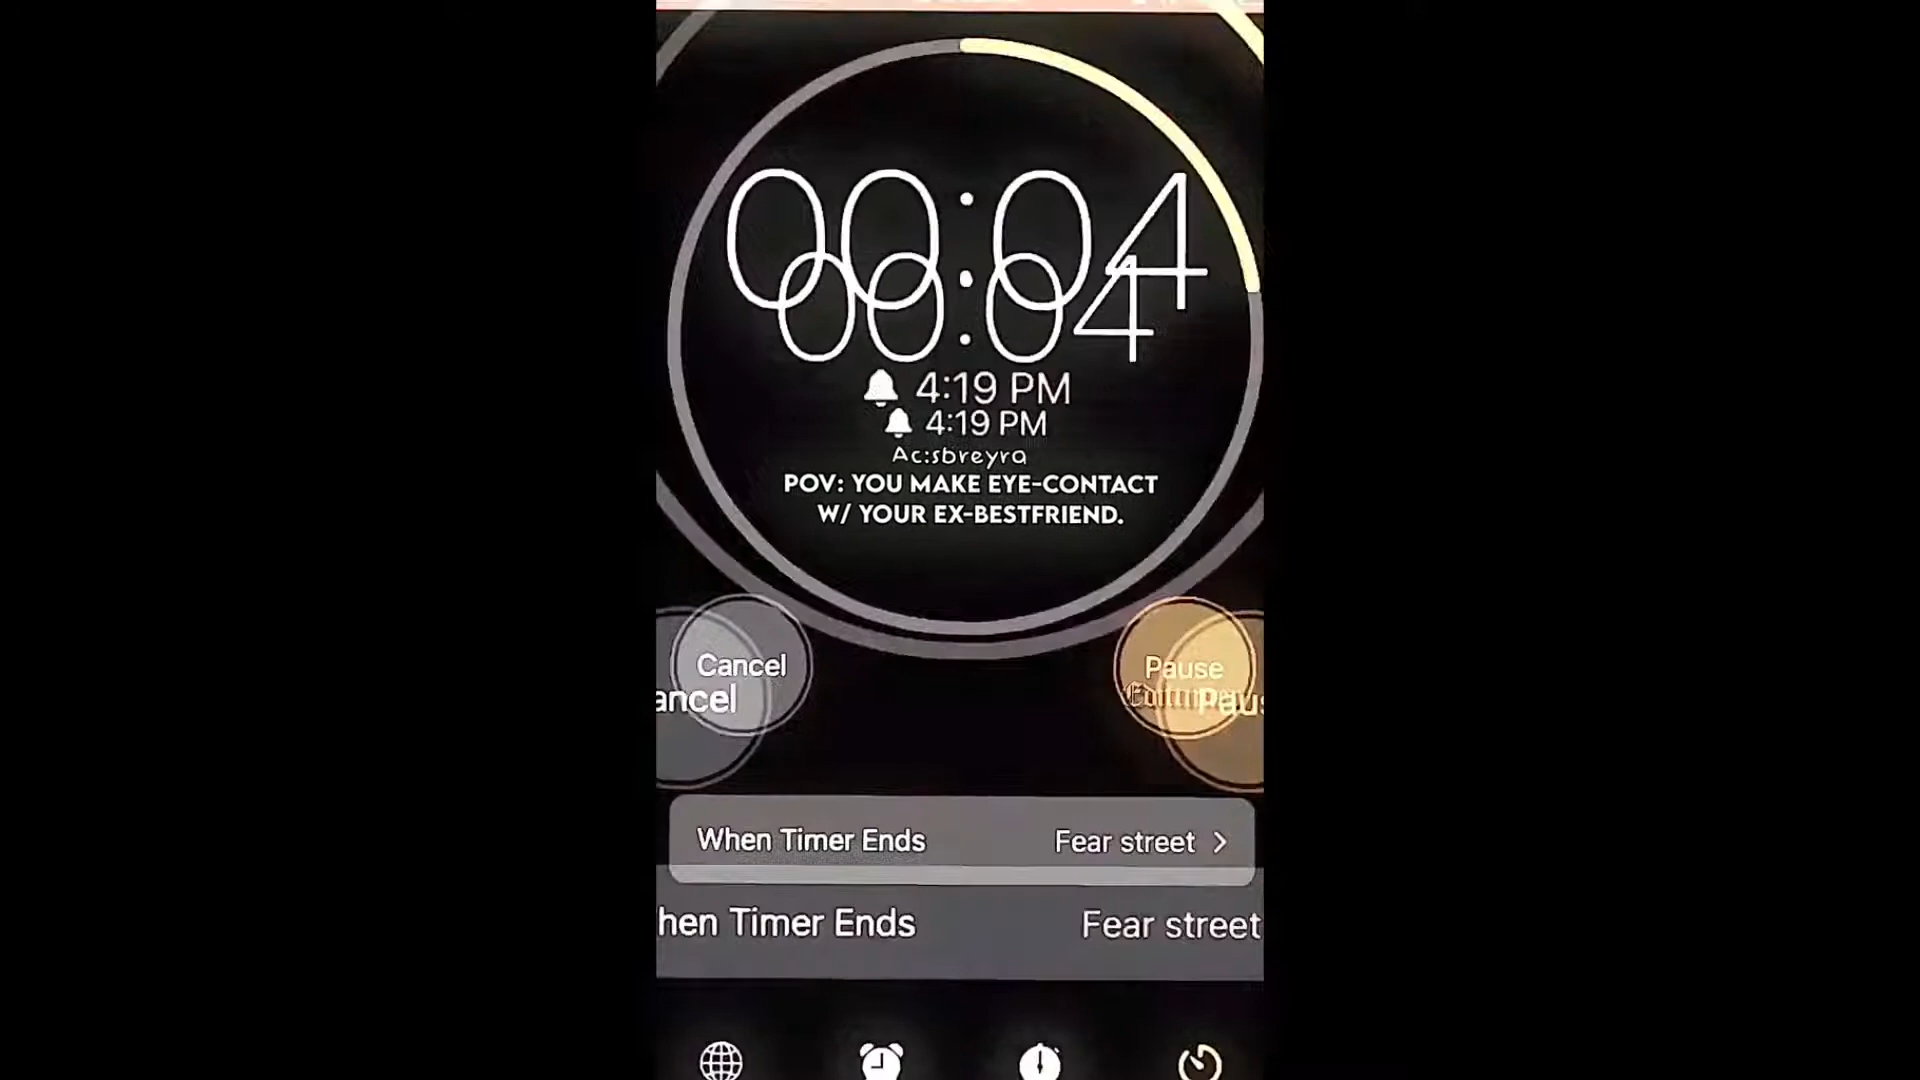 00:04
00:04
4:19 PM
4:19 PM
Ac:sbreyra
POV: YOU MAKE EYE-CONTACT
W/ YOUR EX-BESTFRIEND.
Cancel
Pause
ancel
Paus
When Timer Ends
Fear street
hen Timer Ends
Fear street